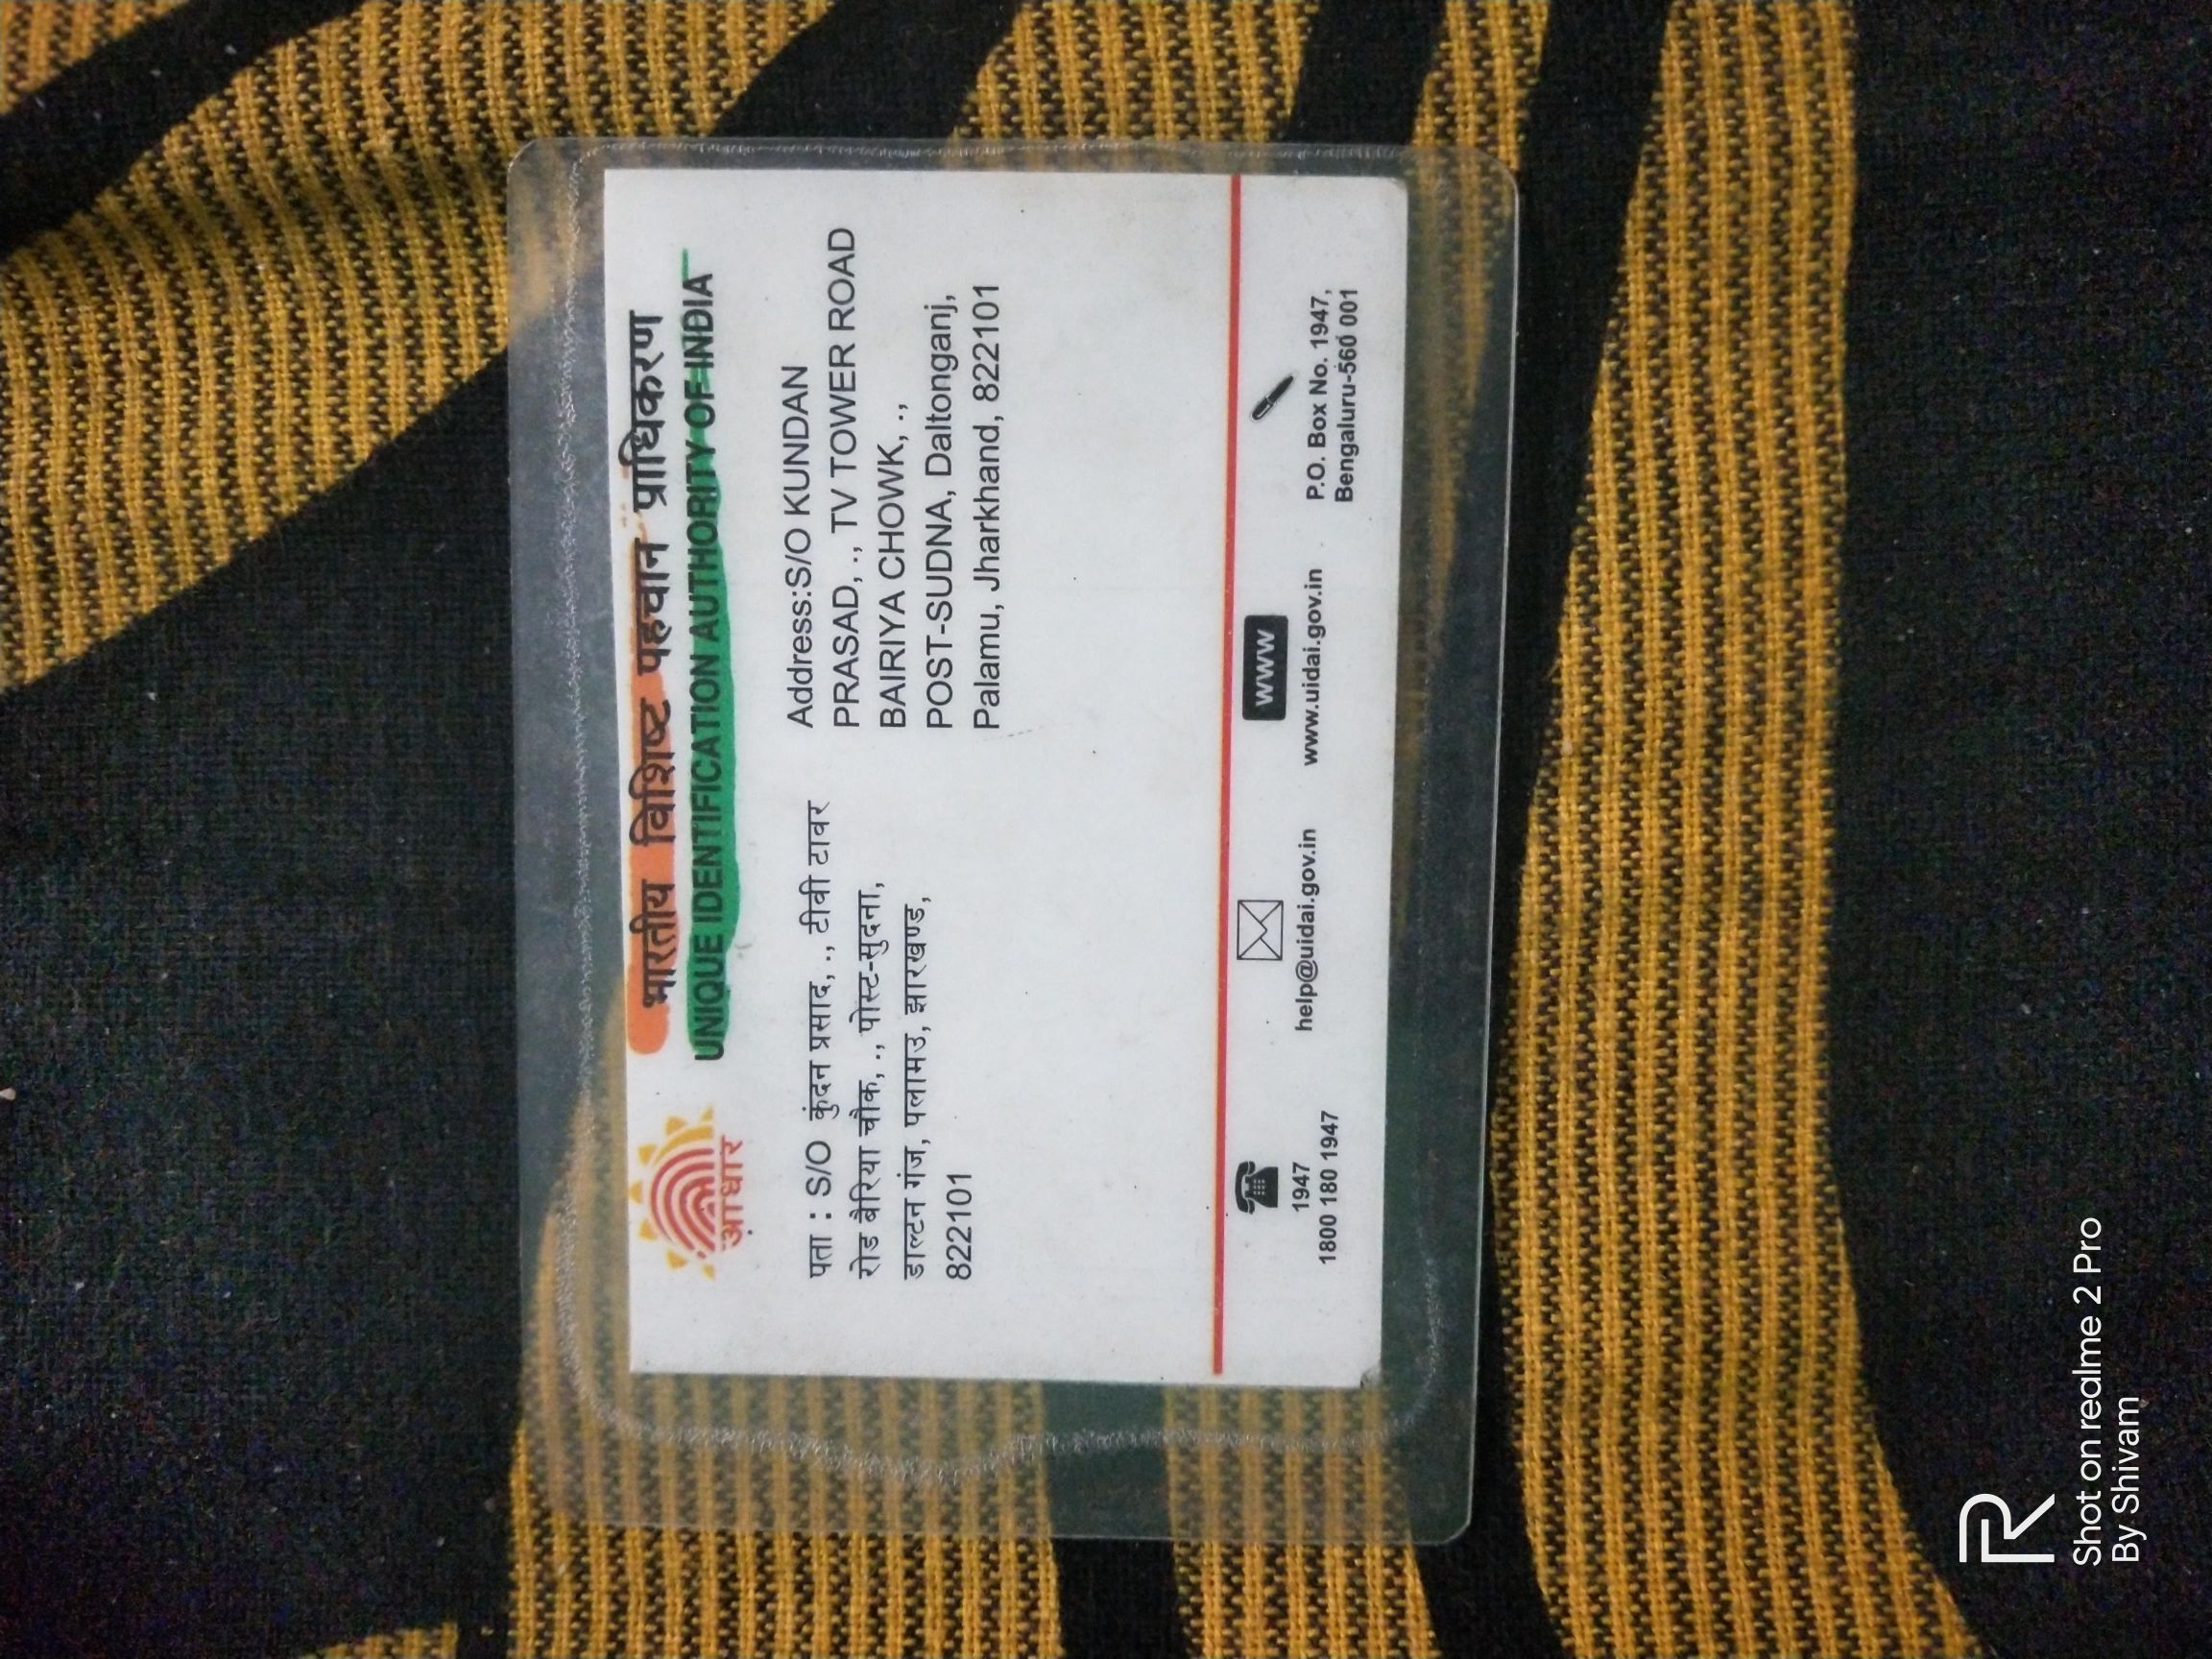 भारतीय विशिष्ट पहचान प्राधिकरण
UNIQUE IDENTIFICATION AUTHORITY OF INDIA
आधार
पता : S/O कुंदन प्रसाद, ., टीवी टावर
रोड बैरिया चौक, ., पोस्ट-सुदना,
डाल्टन गंज, पलामउ, झारखण्ड,
822101
Address:S/O KUNDAN
PRASAD, ., TV TOWER ROAD
BAIRIYA CHOWK, .,
POST-SUDNA, Daltonganj,
Palamu, Jharkhand, 822101
1947
1800 180 1947
help@uidai.gov.in
www
www.uidai.gov.in
P.O. Box No. 1947,
Bengaluru-560 001
R
Shot on realme 2 Pro
By Shivam